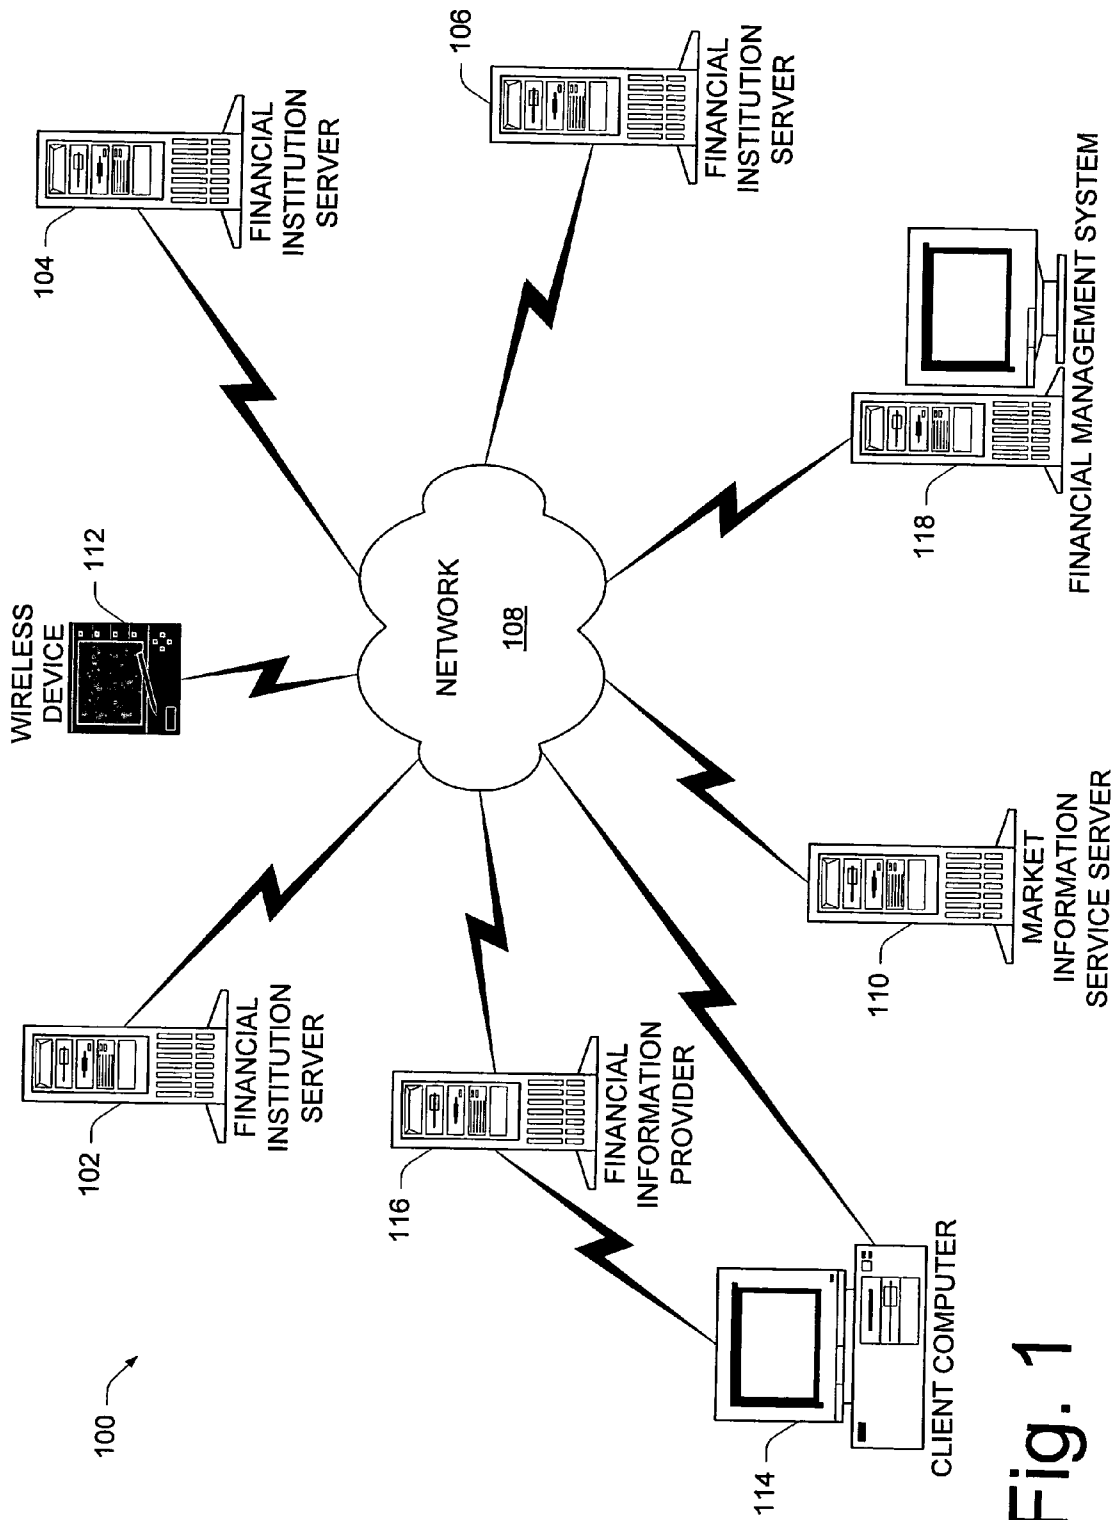 100
102
FINANCIAL
INSTITUTION
SERVER
WIRELESS
DEVICE
112
104
FINANCIAL
INSTITUTION
SERVER
116
FINANCIAL
INFORMATION
PROVIDER
NETWORK
108
106
FINANCIAL
INSTITUTION
SERVER
114
CLIENT COMPUTER
110
MARKET
INFORMATION
SERVICE SERVER
118
FINANCIAL MANAGEMENT SYSTEM
Fig. 1